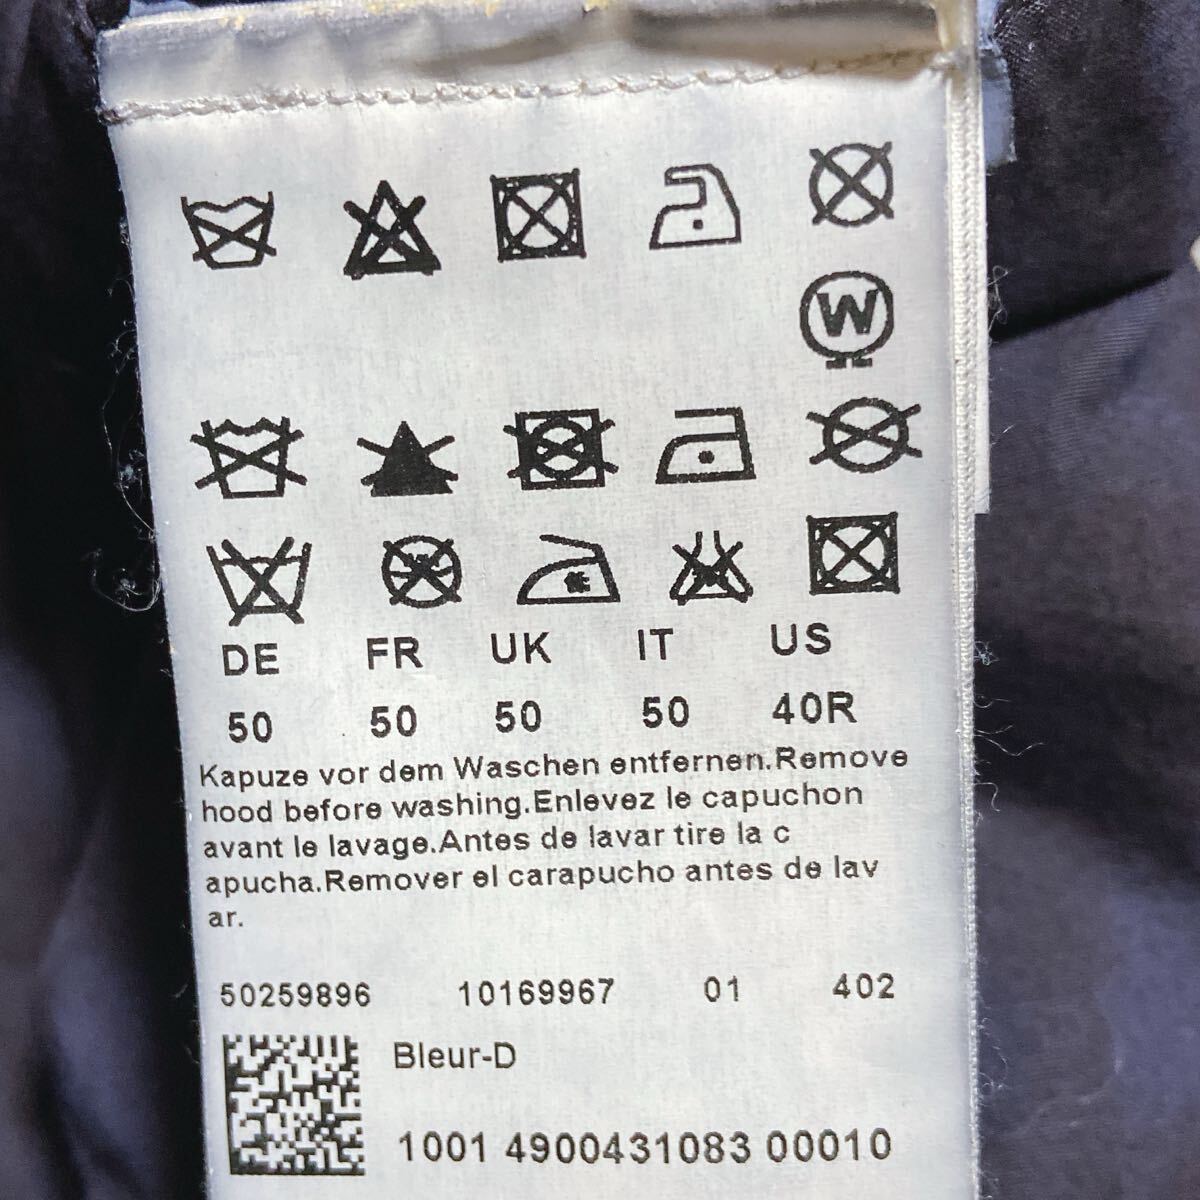 W
DE FR UK IT US
50 50 50 50 40R
Kapuze vor dem Waschen entfernen.Remove
hood before washing.Enlevez le capuchon
avant le lavage.Antes de lavar tire la c
apucha.Remover el carapucho antes de lav
ar.
50259896 10169967 01 402
Bleur-D
1001 4900431083 00010